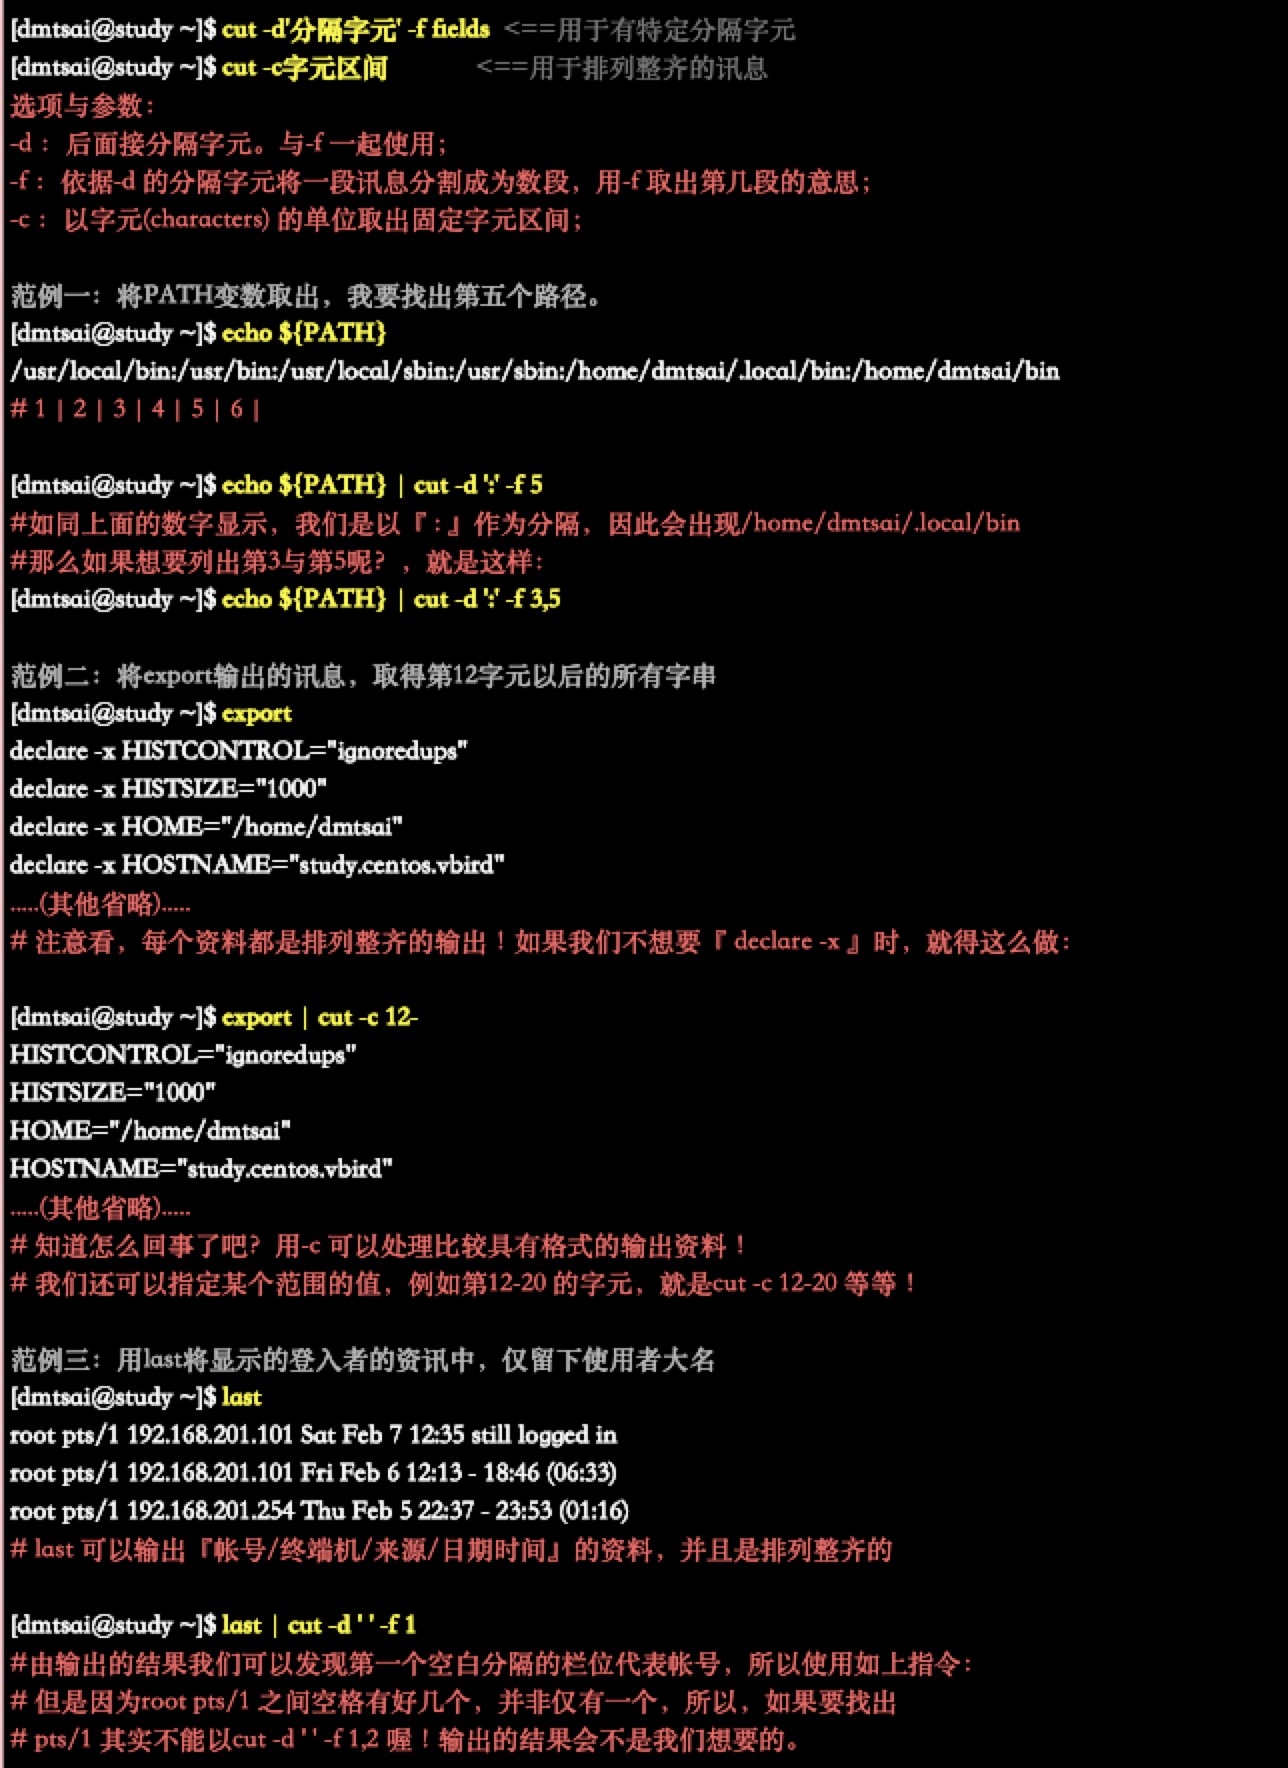 [dmtsai@study ~]$ cut -d'分隔字元' -f fields <==用于有特定分隔字元
[dmtsai@study ~]$ cut -c字元区间 <==用于排列整齐的讯息
选项与参数：
-d ：后面接分隔字元。与-f 一起使用；
-f ：依据-d 的分隔字元将一段讯息分割成为数段，用-f 取出第几段的意思；
-c ：以字元(characters) 的单位取出固定字元区间；
范例一：将PATH变数取出，我要找出第五个路径。
[dmtsai@study ~]$ echo ${PATH}
/usr/local/bin:/usr/bin:/usr/local/sbin:/usr/sbin:/home/dmtsai/.local/bin:/home/dmtsai/bin
# 1 | 2 | 3 | 4 | 5 | 6 |
[dmtsai@study ~]$ echo ${PATH} | cut -d ':' -f 5
#如同上面的数字显示，我们是以『 : 』作为分隔，因此会出现/home/dmtsai/.local/bin
#那么如果想要列出第3与第5呢？，就是这样：
[dmtsai@study ~]$ echo ${PATH} | cut -d ':' -f 3,5
范例二：将export输出的讯息，取得第12字元以后的所有字串
[dmtsai@study ~]$ export
declare -x HISTCONTROL="ignoredups"
declare -x HISTSIZE="1000"
declare -x HOME="/home/dmtsai"
declare -x HOSTNAME="study.centos.vbird"
.....(其他省略).....
# 注意看，每个资料都是排列整齐的输出！如果我们不想要『 declare -x 』时，就得这么做：
[dmtsai@study ~]$ export | cut -c 12-
HISTCONTROL="ignoredups"
HISTSIZE="1000"
HOME="/home/dmtsai"
HOSTNAME="study.centos.vbird"
.....(其他省略).....
# 知道怎么回事了吧？用-c 可以处理比较具有格式的输出资料！
# 我们还可以指定某个范围的值，例如第12-20 的字元，就是cut -c 12-20 等等！
范例三：用last将显示的登入者的资讯中，仅留下使用者大名
[dmtsai@study ~]$ last
root pts/1 192.168.201.101 Sat Feb 7 12:35 still logged in
root pts/1 192.168.201.101 Fri Feb 6 12:13 - 18:46 (06:33)
root pts/1 192.168.201.254 Thu Feb 5 22:37 - 23:53 (01:16)
# last 可以输出『帐号/终端机/来源/日期时间』的资料，并且是排列整齐的
[dmtsai@study ~]$ last | cut -d ' ' -f 1
#由输出的结果我们可以发现第一个空白分隔的栏位代表帐号，所以使用如上指令：
# 但是因为root pts/1 之间空格有好几个，并非仅有一个，所以，如果要找出
# pts/1 其实不能以cut -d ' ' -f 1,2 喔！输出的结果会不是我们想要的。